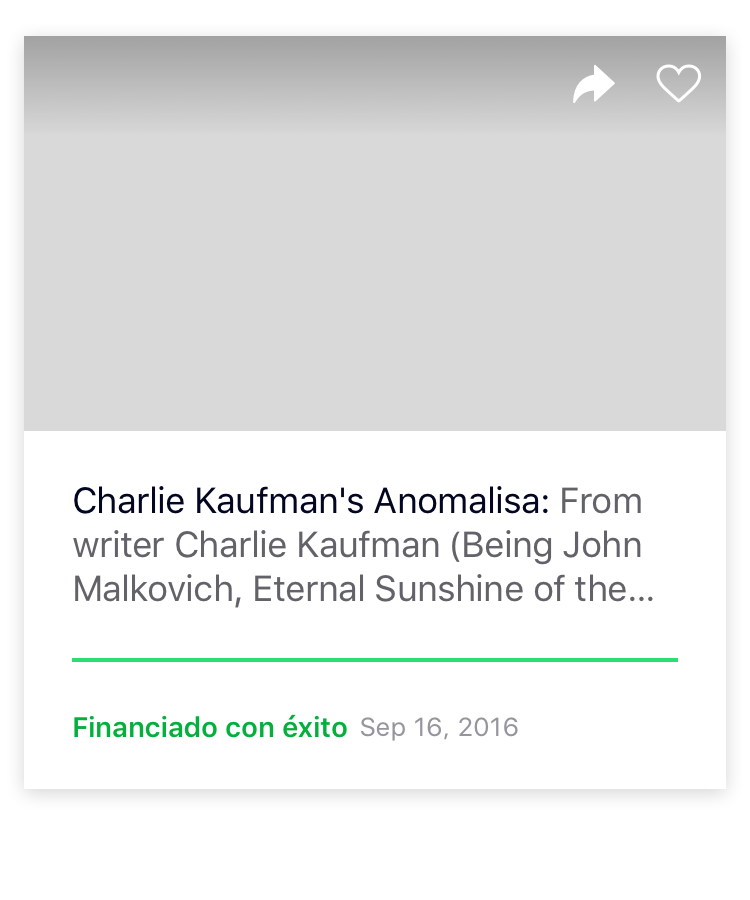 Charlie Kaufman's Anomalisa: From
writer Charlie Kaufman (Being John
Malkovich, Eternal Sunshine of the...
Financiado con éxito Sep 16, 2016